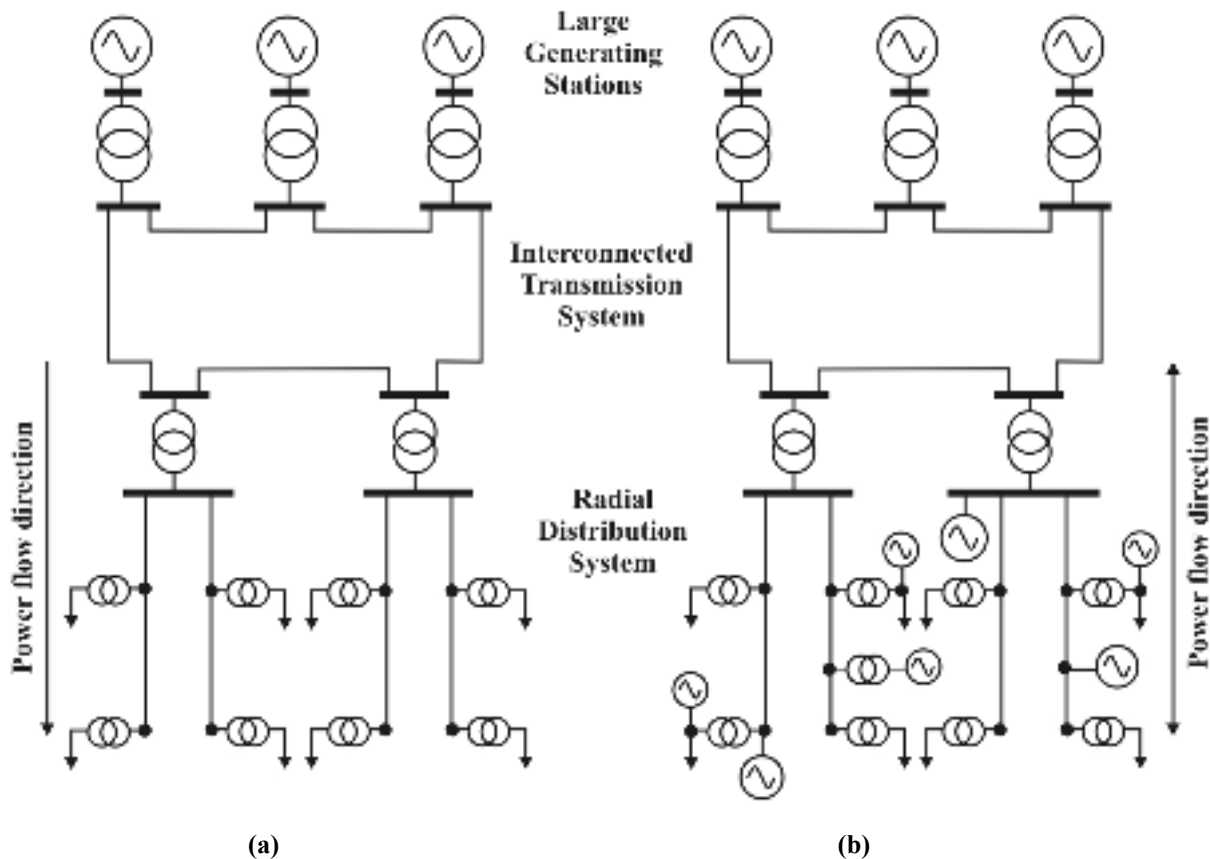 Large
Generating
Stations
Interconnected
Transmission
System
Power flow direction
Radial
Distribution
System
Power flow direction
(a)
(b)